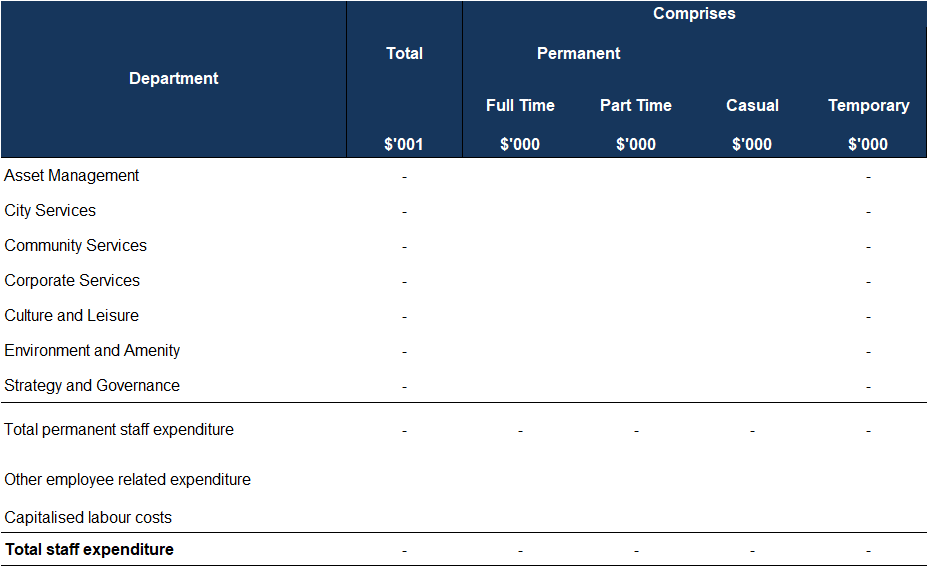 Comprises
Total Permanent
Department
Full Time Part Time Casual Temporary
$'001 $'000 $'000 $'000 $'000
Asset Management - -
City Services - -
Community Services - -
Corporate Services - -
Culture and Leisure - -
Environment and Amenity - -
Strategy and Governance - -
Total permanent staff expenditure - - - - -
Other employee related expenditure
Capitalised labour costs
Total staff expenditure - - - - -